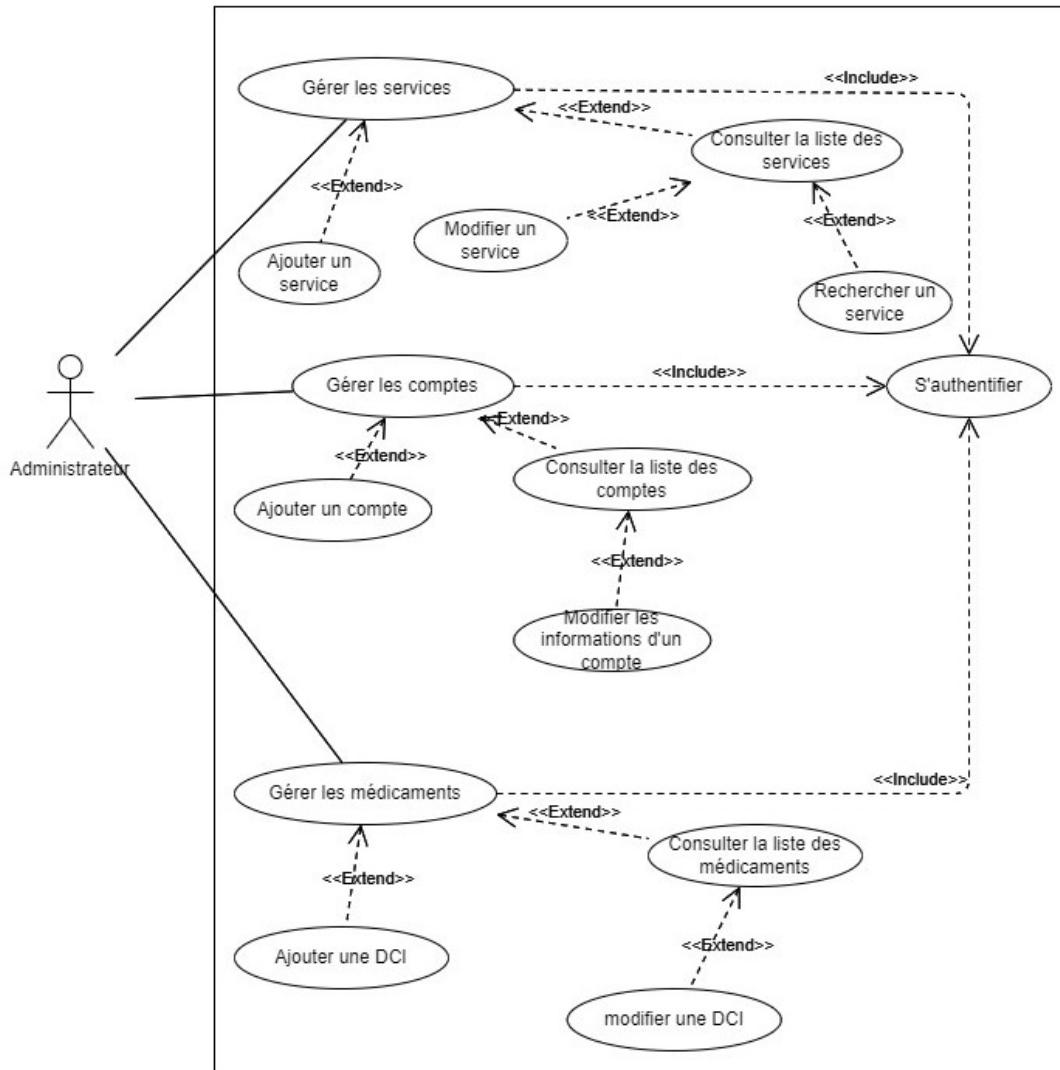 Gérer les services
<<Include>>
<<Extend>>
Consulter la liste des
services
<<Extend>>
<<Extend>>
<<Extend>>
Modifier un
service
Ajouter un
service
Rechercher un
service
Gérer les comptes
<<Include>>
S'authentifier
<<Extend>>
Administrateur
<<Extend>>
Consulter la liste des
comptes
Ajouter un compte
<<Extend>>
Modifier les
informations d'un
compte
Gérer les médicaments
<<Include>>
<<Extend>>
Consulter la liste des
médicaments
<<Extend>>
<<Extend>>
Ajouter une DCI
modifier une DCI